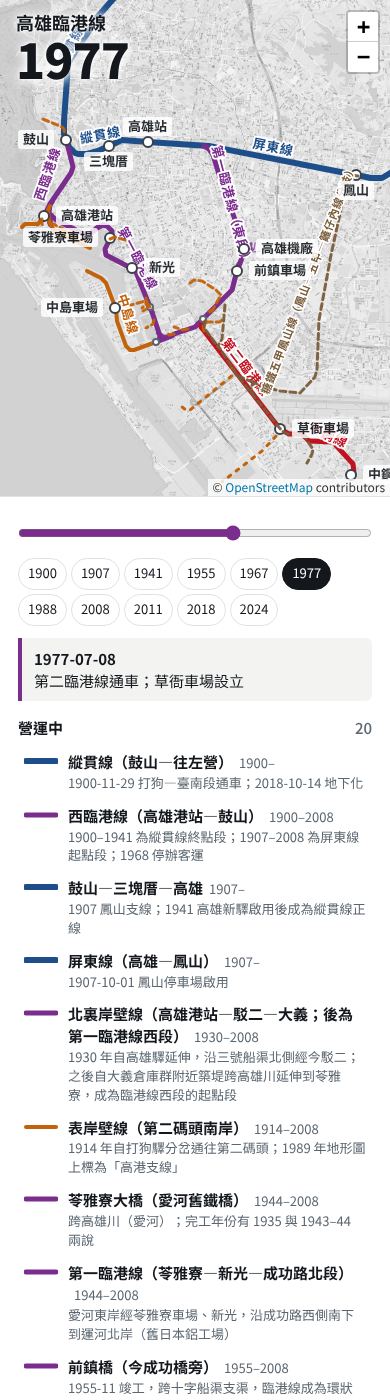 高雄臨港線
1977
+
−
縱貫線
高雄站
屏東線
鼓山
三塊厝
鳳山
西臨港線
高雄港站
苓雅寮車場
高雄機廠
前鎮車場
新光
中島車場
中島線
草衙車場
© OpenStreetMap contributors
1900
1907
1941
1955
1967
1977
1988
2008
2011
2018
2024
1977-07-08
第二臨港線通車；草衙車場設立
營運中 20
縱貫線（鼓山—往左營） 1900–
1900-11-29 打狗—臺南段通車；2018-10-14 地下化
西臨港線（高雄港站—鼓山） 1900–2008
1900–1941 為縱貫線終點段；1907–2008 為屏東線
起點段；1968 停辦客運
鼓山—三塊厝—高雄 1907–
1907 鳳山支線；1941 高雄新驛啟用後成為縱貫線正
線
屏東線（高雄—鳳山） 1907–
1907-10-01 鳳山停車場啟用
北裏岸壁線（高雄港站—駁二—大義；後為
第一臨港線西段） 1930–2008
1930 年自高雄驛延伸，沿三號船渠北側經今駁二；
之後自大義倉庫群附近築堤跨高雄川延伸到苓雅
寮，成為臨港線西段的起點段
表岸壁線（第二碼頭南岸） 1914–2008
1914 年自打狗驛分岔通往第二碼頭；1989 年地形圖
上標為「高港支線」
苓雅寮大橋（愛河舊鐵橋） 1944–2008
跨高雄川（愛河）；完工年份有 1935 與 1943–44
兩說
第一臨港線（苓雅寮—新光—成功路北段）
1944–2008
愛河東岸經苓雅寮車場、新光，沿成功路西側南下
到運河北岸（舊日本鋁工場）
前鎮橋（今成功橋旁） 1955–2008
1955-11 竣工，跨十字船渠支渠，臨港線成為環狀